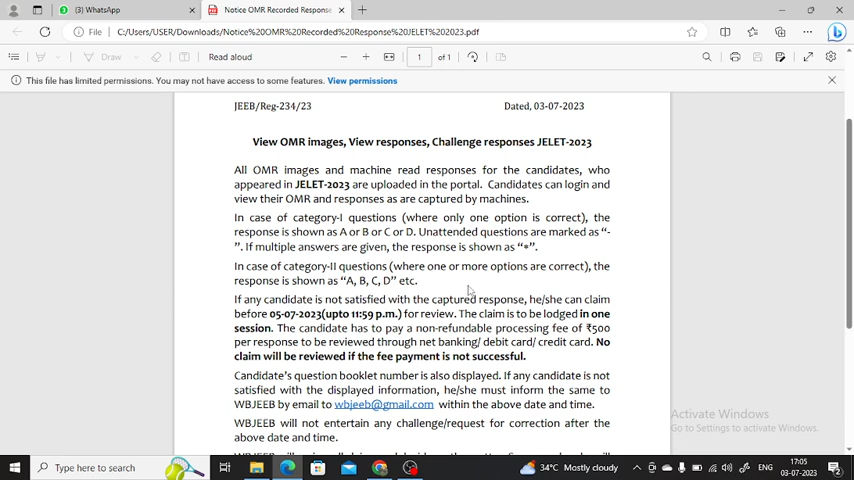 (3) WhatsApp
Notice OMR Recorded Response
File
C:/Users/USER/Downloads/Notice%20OMR%20Recorded%20Response%20JELET%202023.pdf
Draw
Read aloud
1
of 1
This file has limited permissions. You may not have access to some features. View permissions
JEEB/Reg-234/23 Dated, 03-07-2023
View OMR images, View responses, Challenge responses JELET-2023
All OMR images and machine read responses for the candidates, who
appeared in JELET-2023 are uploaded in the portal. Candidates can login and
view their OMR and responses as are captured by machines.
In case of category-I questions (where only one option is correct), the
response is shown as A or B or C or D. Unattended questions are marked as “-
”. If multiple answers are given, the response is shown as “*”.
In case of category-II questions (where one or more options are correct), the
response is shown as “A, B, C, D” etc.
If any candidate is not satisfied with the captured response, he/she can claim
before 05-07-2023(upto 11:59 p.m.) for review. The claim is to be lodged in one
session. The candidate has to pay a non-refundable processing fee of ₹500
per response to be reviewed through net banking/ debit card/ credit card. No
claim will be reviewed if the fee payment is not successful.
Candidate’s question booklet number is also displayed. If any candidate is not
satisfied with the displayed information, he/she must inform the same to
WBJEEB by email to wbjeeb@gmail.com within the above date and time.
WBJEEB will not entertain any challenge/request for correction after the
above date and time.
Activate Windows
Go to Settings to activate Windows.
Type here to search
34°C Mostly cloudy
ENG
17:05
03-07-2023
2